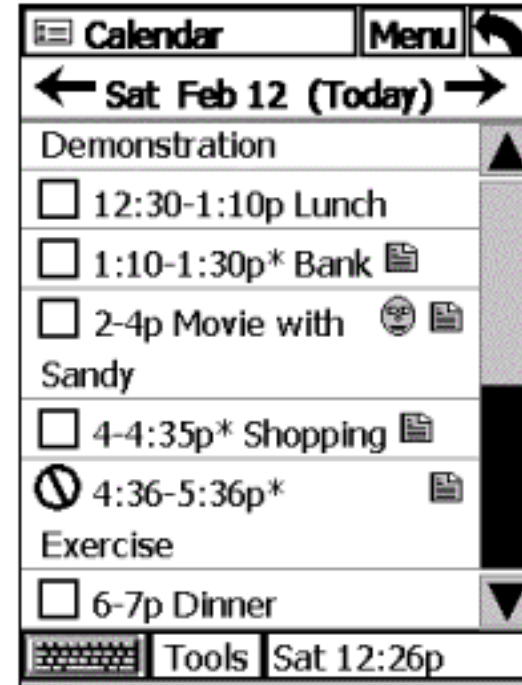 Calendar
Menu
Sat Feb 12 (Today)
Demonstration
12:30-1:10p Lunch
1:10-1:30p* Bank
2-4p Movie with
Sandy
4-4:35p* Shopping
4:36-5:36p*
Exercise
6-7p Dinner
Tools
Sat 12:26p